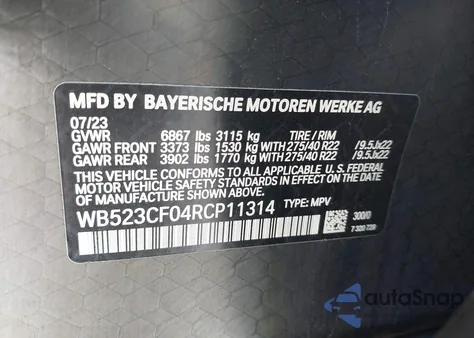 MFD BY BAYERISCHE MOTOREN WERKE AG
07/23
GVWR 6867 lbs 3115 kg TIRE / RIM
GAWR FRONT 3373 lbs 1530 kg WITH 275/40 R22 /9.5Jx22
GAWR REAR 3902 lbs 1770 kg WITH 275/40 R22 /9.5Jx22
THIS VEHICLE CONFORMS TO ALL APPLICABLE U. S. FEDERAL
MOTOR VEHICLE SAFETY STANDARDS IN EFFECT ON THE
DATE OF MANUFACTURE SHOWN ABOVE.
WB523CF04RCP11314 TYPE: MPV
300/0
autoSnap